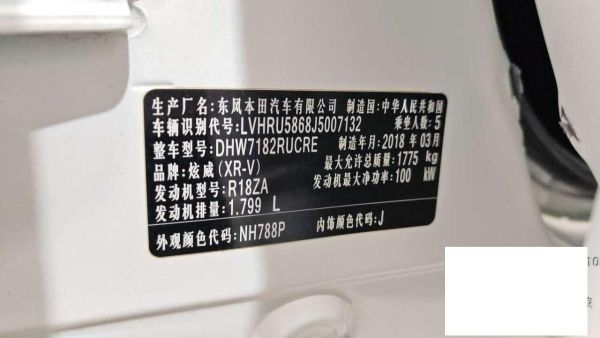 生产厂名:东风本田汽车有限公司 制造国:中华人民共和国
车辆识别代号:LVHRU5868J5007132 乘坐人数:5
整车型号:DHW7182RUCRE 制造年月:2018 年 03月
品牌:炫威(XR-V) 最大允许总质量:1775 kg
发动机型号:R18ZA 发动机最大净功率:100 kW
发动机排量:1.799 L
外观颜色代码:NH788P 内饰颜色代码:J